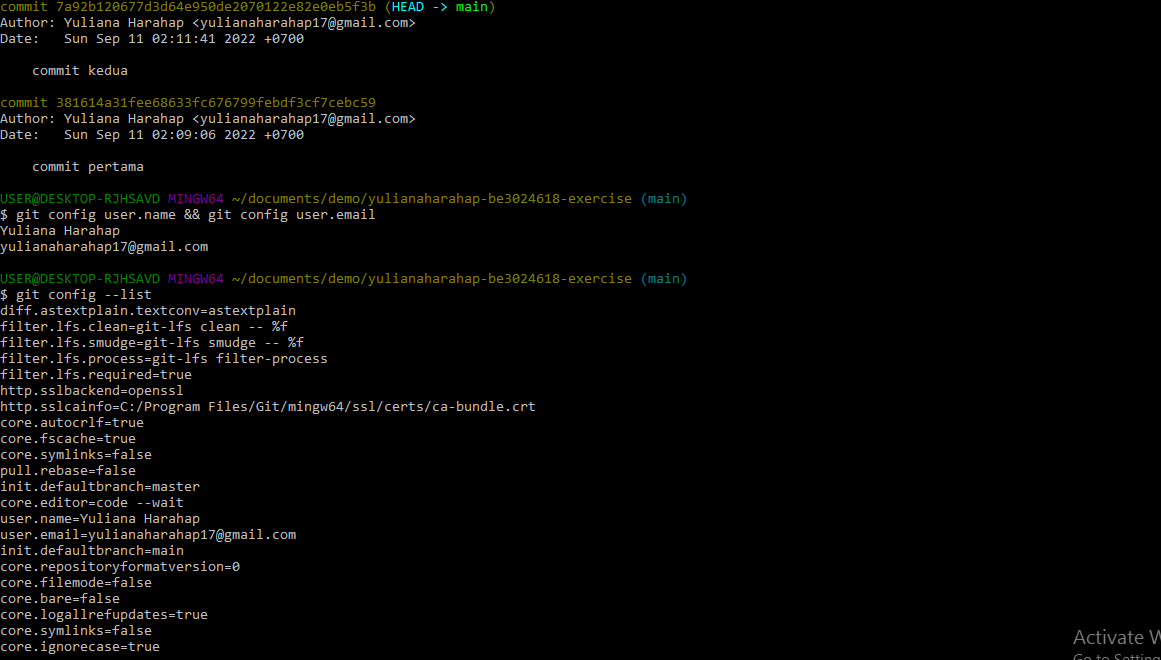 commit 7a92b120677d3d64e950de2070122e82e0eb5f3b (HEAD -> main)
Author: Yuliana Harahap <yulianaharahap17@gmail.com>
Date:   Sun Sep 11 02:11:41 2022 +0700
    commit kedua
commit 381614a31fee68633fc676799febdf3cf7cebc59
Author: Yuliana Harahap <yulianaharahap17@gmail.com>
Date:   Sun Sep 11 02:09:06 2022 +0700
    commit pertama
USER@DESKTOP-RJHSAVD MINGW64 ~/documents/demo/yulianaharahap-be3024618-exercise (main)
$ git config user.name && git config user.email
Yuliana Harahap
yulianaharahap17@gmail.com
USER@DESKTOP-RJHSAVD MINGW64 ~/documents/demo/yulianaharahap-be3024618-exercise (main)
$ git config --list
diff.astextplain.textconv=astextplain
filter.lfs.clean=git-lfs clean -- %f
filter.lfs.smudge=git-lfs smudge -- %f
filter.lfs.process=git-lfs filter-process
filter.lfs.required=true
http.sslbackend=openssl
http.sslcainfo=C:/Program Files/Git/mingw64/ssl/certs/ca-bundle.crt
core.autocrlf=true
core.fscache=true
core.symlinks=false
pull.rebase=false
init.defaultbranch=master
core.editor=code --wait
user.name=Yuliana Harahap
user.email=yulianaharahap17@gmail.com
init.defaultbranch=main
core.repositoryformatversion=0
core.filemode=false
core.bare=false
core.logallrefupdates=true
core.symlinks=false
core.ignorecase=true
Activate W
Go to Setting